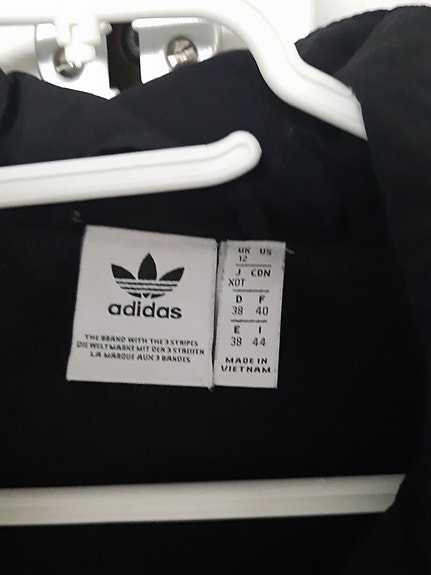 adidas
THE BRAND WITH THE 3 STRIPES
DIE WELTMARKE MIT DEN 3 STREIFEN
LA MARQUE AUX 3 BANDES
UK US
12
J CON
XOT
D F
38 40
E I
38 44
MADE IN
VIETNAM